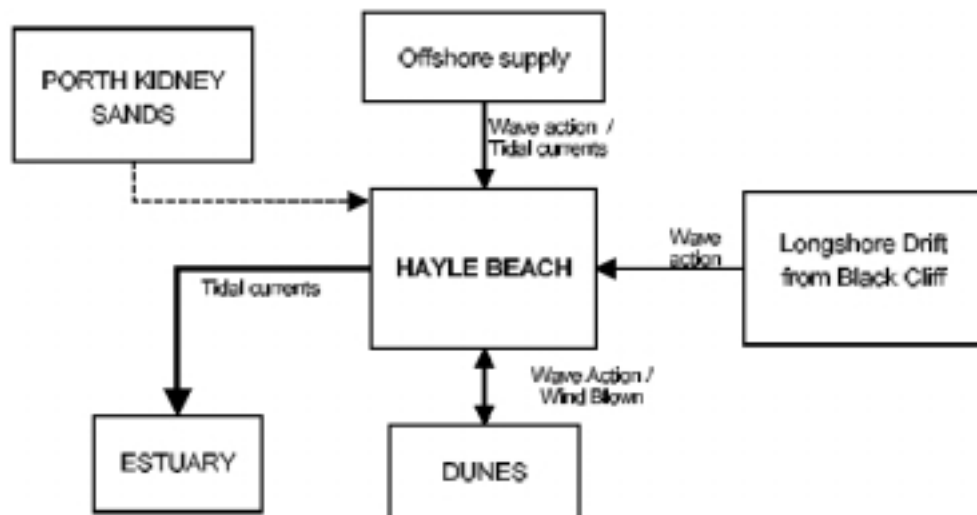 PORTH KIDNEY
SANDS
Offshore supply
Wave action /
Tidal currents
HAYLE BEACH
Wave
action
Longshore Drift
from Black Cliff
Tidal currents
Wave Action /
Wind Blown
ESTUARY
DUNES